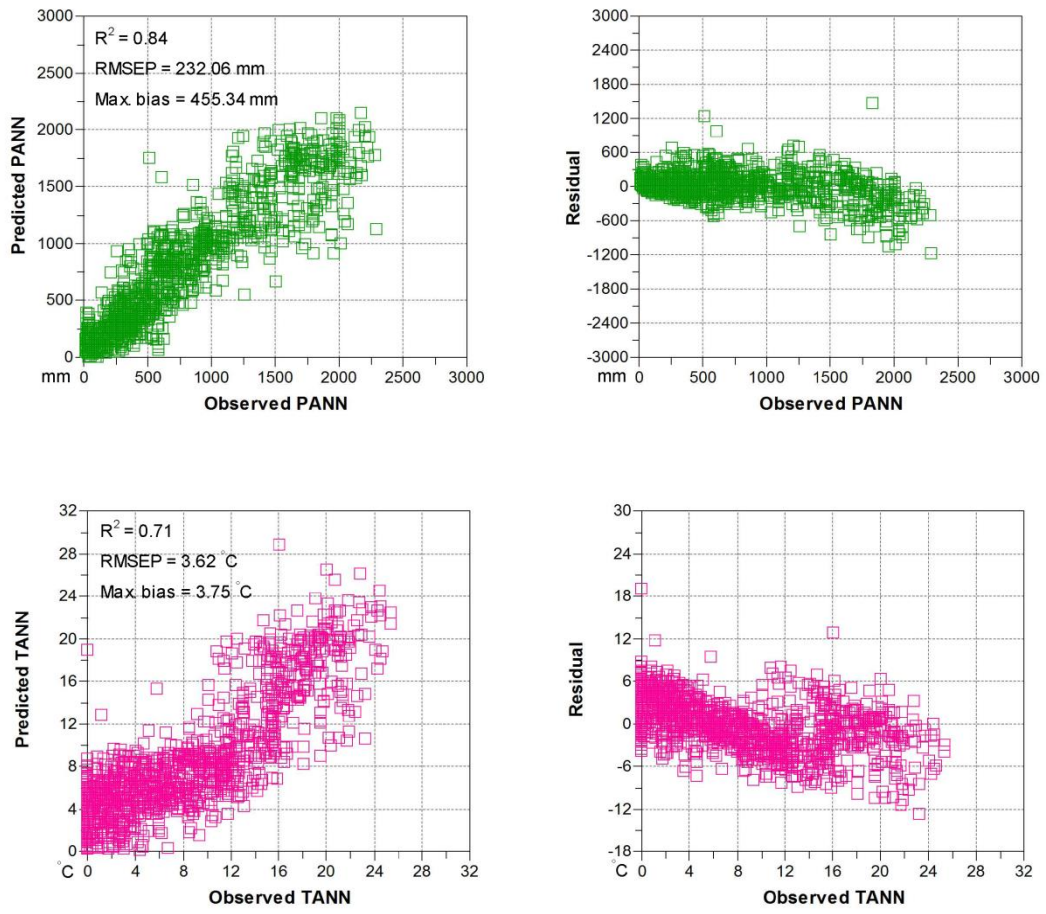 3000
2500
2000
1500
1000
500
0
mm
0 500 1000 1500 2000 2500 3000
Predicted PANN
Observed PANN
R² = 0.84
RMSEP = 232.06 mm
Max. bias = 455.34 mm
3000
2400
1800
1200
600
0
-600
-1200
-1800
-2400
-3000
mm
0 500 1000 1500 2000 2500 3000
Residual
Observed PANN
32
28
24
20
16
12
8
4
0
°C
0 4 8 12 16 20 24 28 32
Predicted TANN
Observed TANN
R² = 0.71
RMSEP = 3.62 °C
Max. bias = 3.75 °C
30
24
18
12
6
0
-6
-12
-18
°C
0 4 8 12 16 20 24 28 32
Residual
Observed TANN